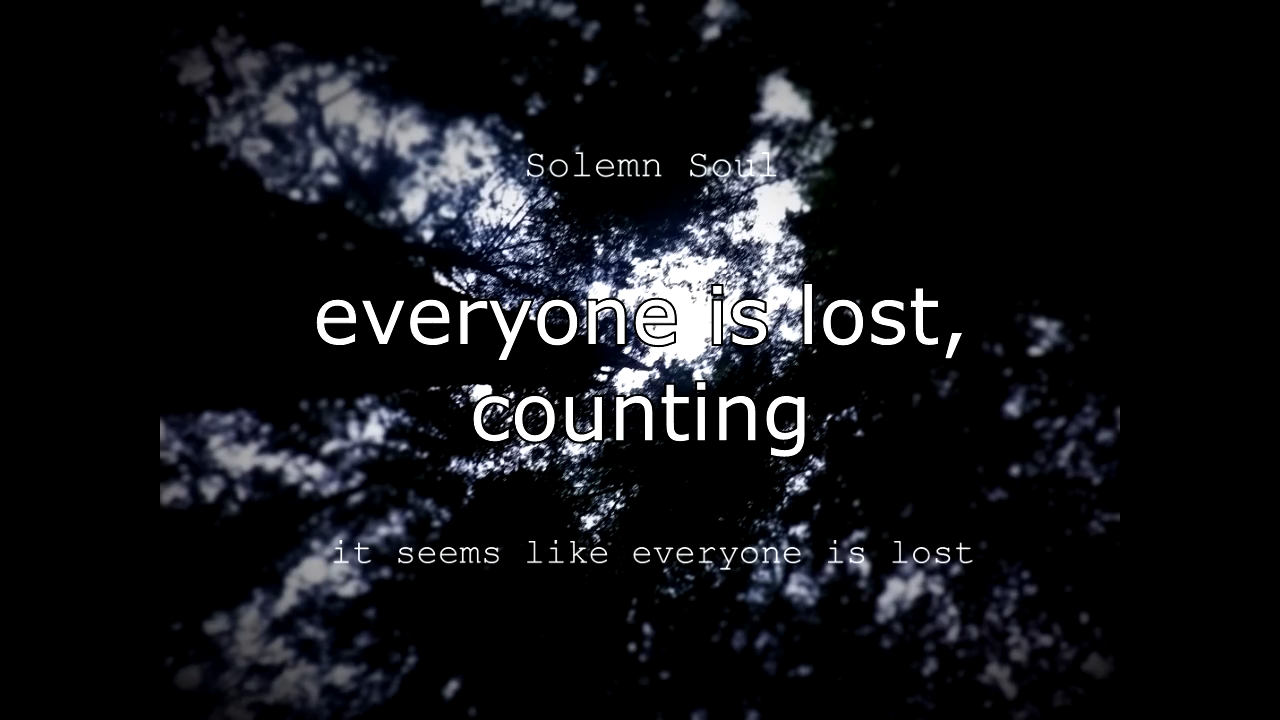 Solemn Soul
everyone is lost,
counting
it seems like everyone is lost